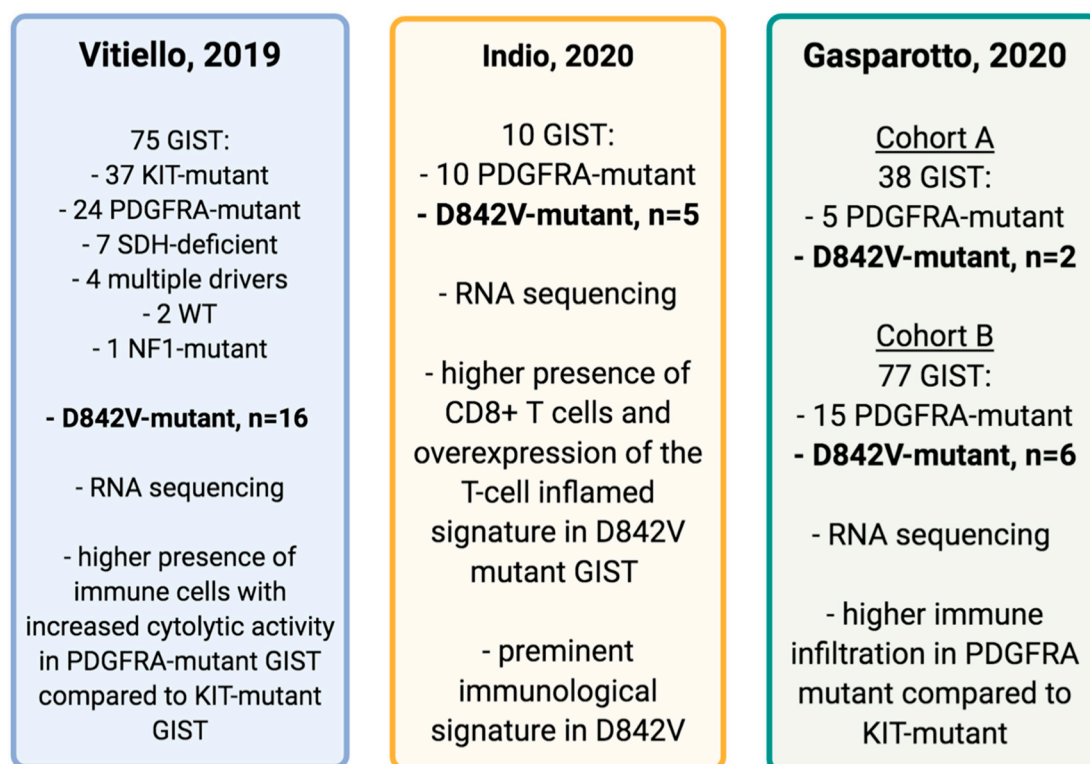 Vitiello, 2019
75 GIST:
- 37 KIT-mutant
- 24 PDGFRA-mutant
- 7 SDH-deficient
- 4 multiple drivers
- 2 WT
- 1 NF1-mutant
- D842V-mutant, n=16
- RNA sequencing
- higher presence of
immune cells with
increased cytolytic activity
in PDGFRA-mutant GIST
compared to KIT-mutant
GIST
Indio, 2020
10 GIST:
- 10 PDGFRA-mutant
- D842V-mutant, n=5
- RNA sequencing
- higher presence of
CD8+ T cells and
overexpression of the
T-cell inflamed
signature in D842V
mutant GIST
- preminent
immunological
signature in D842V
Gasparotto, 2020
Cohort A
38 GIST:
- 5 PDGFRA-mutant
- D842V-mutant, n=2
Cohort B
77 GIST:
- 15 PDGFRA-mutant
- D842V-mutant, n=6
- RNA sequencing
- higher immune
infiltration in PDGFRA
mutant compared to
KIT-mutant